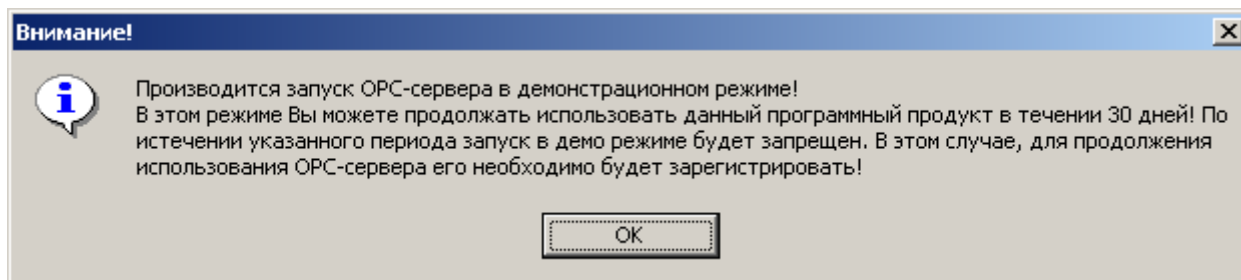 Внимание!
Производится запуск ОРС-сервера в демонстрационном режиме!
В этом режиме Вы можете продолжать использовать данный программный продукт в течении 30 дней! По
истечении указанного периода запуск в демо режиме будет запрещен. В этом случае, для продолжения
использования ОРС-сервера его необходимо будет зарегистрировать!
OK